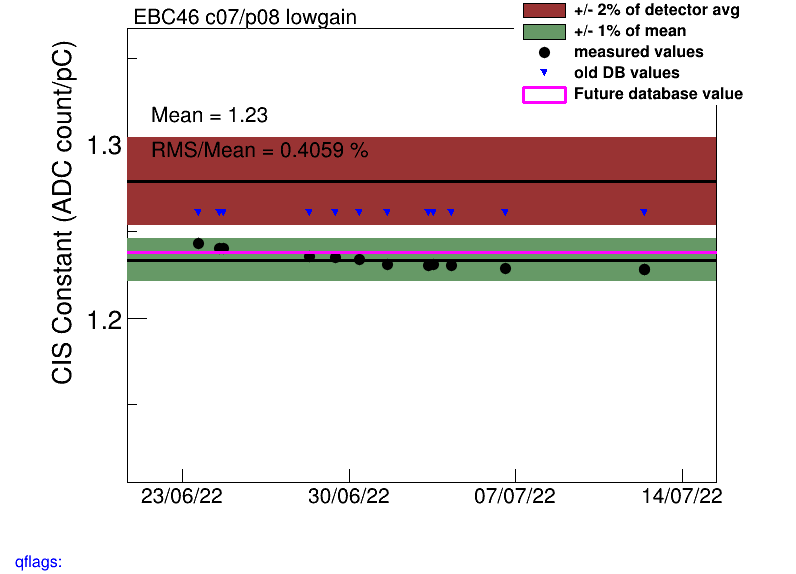 EBC46 c07/p08 lowgain
+/- 2% of detector avg
+/- 1% of mean
measured values
old DB values
Future database value
Mean = 1.23
RMS/Mean = 0.4059 %
CIS Constant (ADC count/pC)
1.3
1.2
23/06/22 30/06/22 07/07/22 14/07/22
qflags: